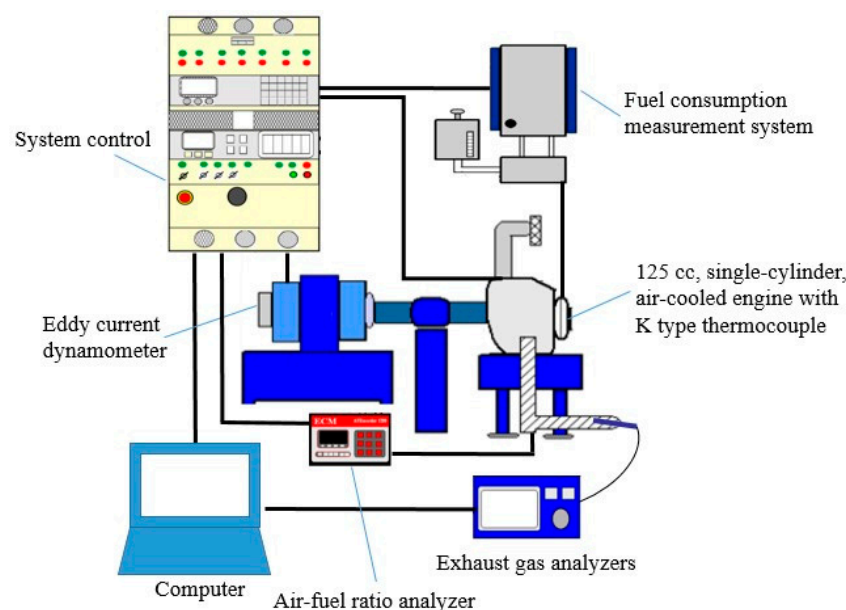 System control
Fuel consumption
measurement system
125 cc, single-cylinder,
air-cooled engine with
K type thermocouple
Eddy current
dynamometer
ECM
Exhaust gas analyzers
Computer
Air-fuel ratio analyzer